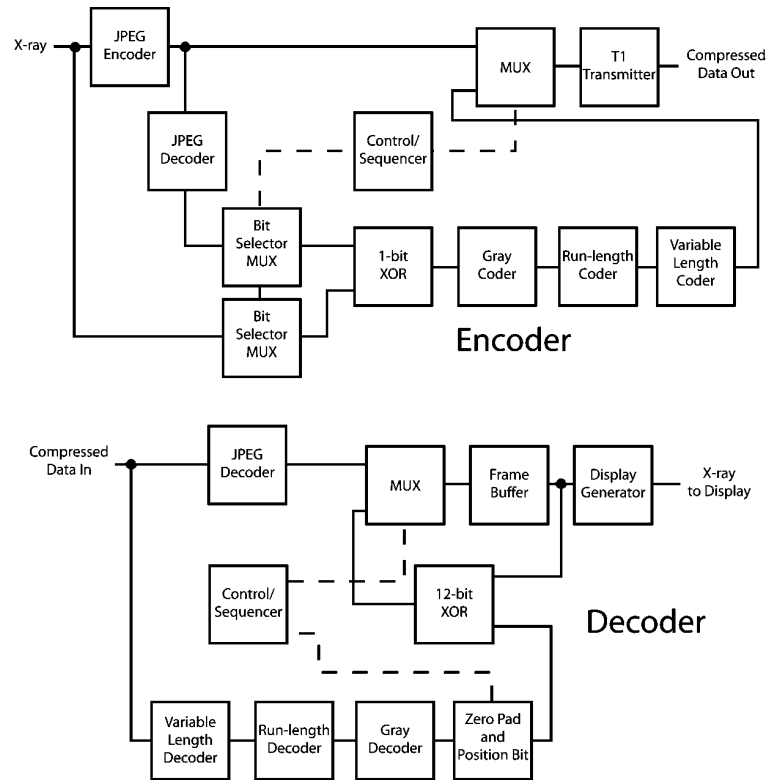 X-ray
JPEG
Encoder
MUX
T1
Transmitter
Compressed
Data Out
JPEG
Decoder
Control/
Sequencer
Bit
Selector
MUX
1-bit
XOR
Gray
Coder
Run-length
Coder
Variable
Length
Coder
Bit
Selector
MUX
Encoder
Compressed
Data In
JPEG
Decoder
MUX
Frame
Buffer
Display
Generator
X-ray
to Display
Control/
Sequencer
12-bit
XOR
Decoder
Variable
Length
Decoder
Run-length
Decoder
Gray
Decoder
Zero Pad
and
Position Bit